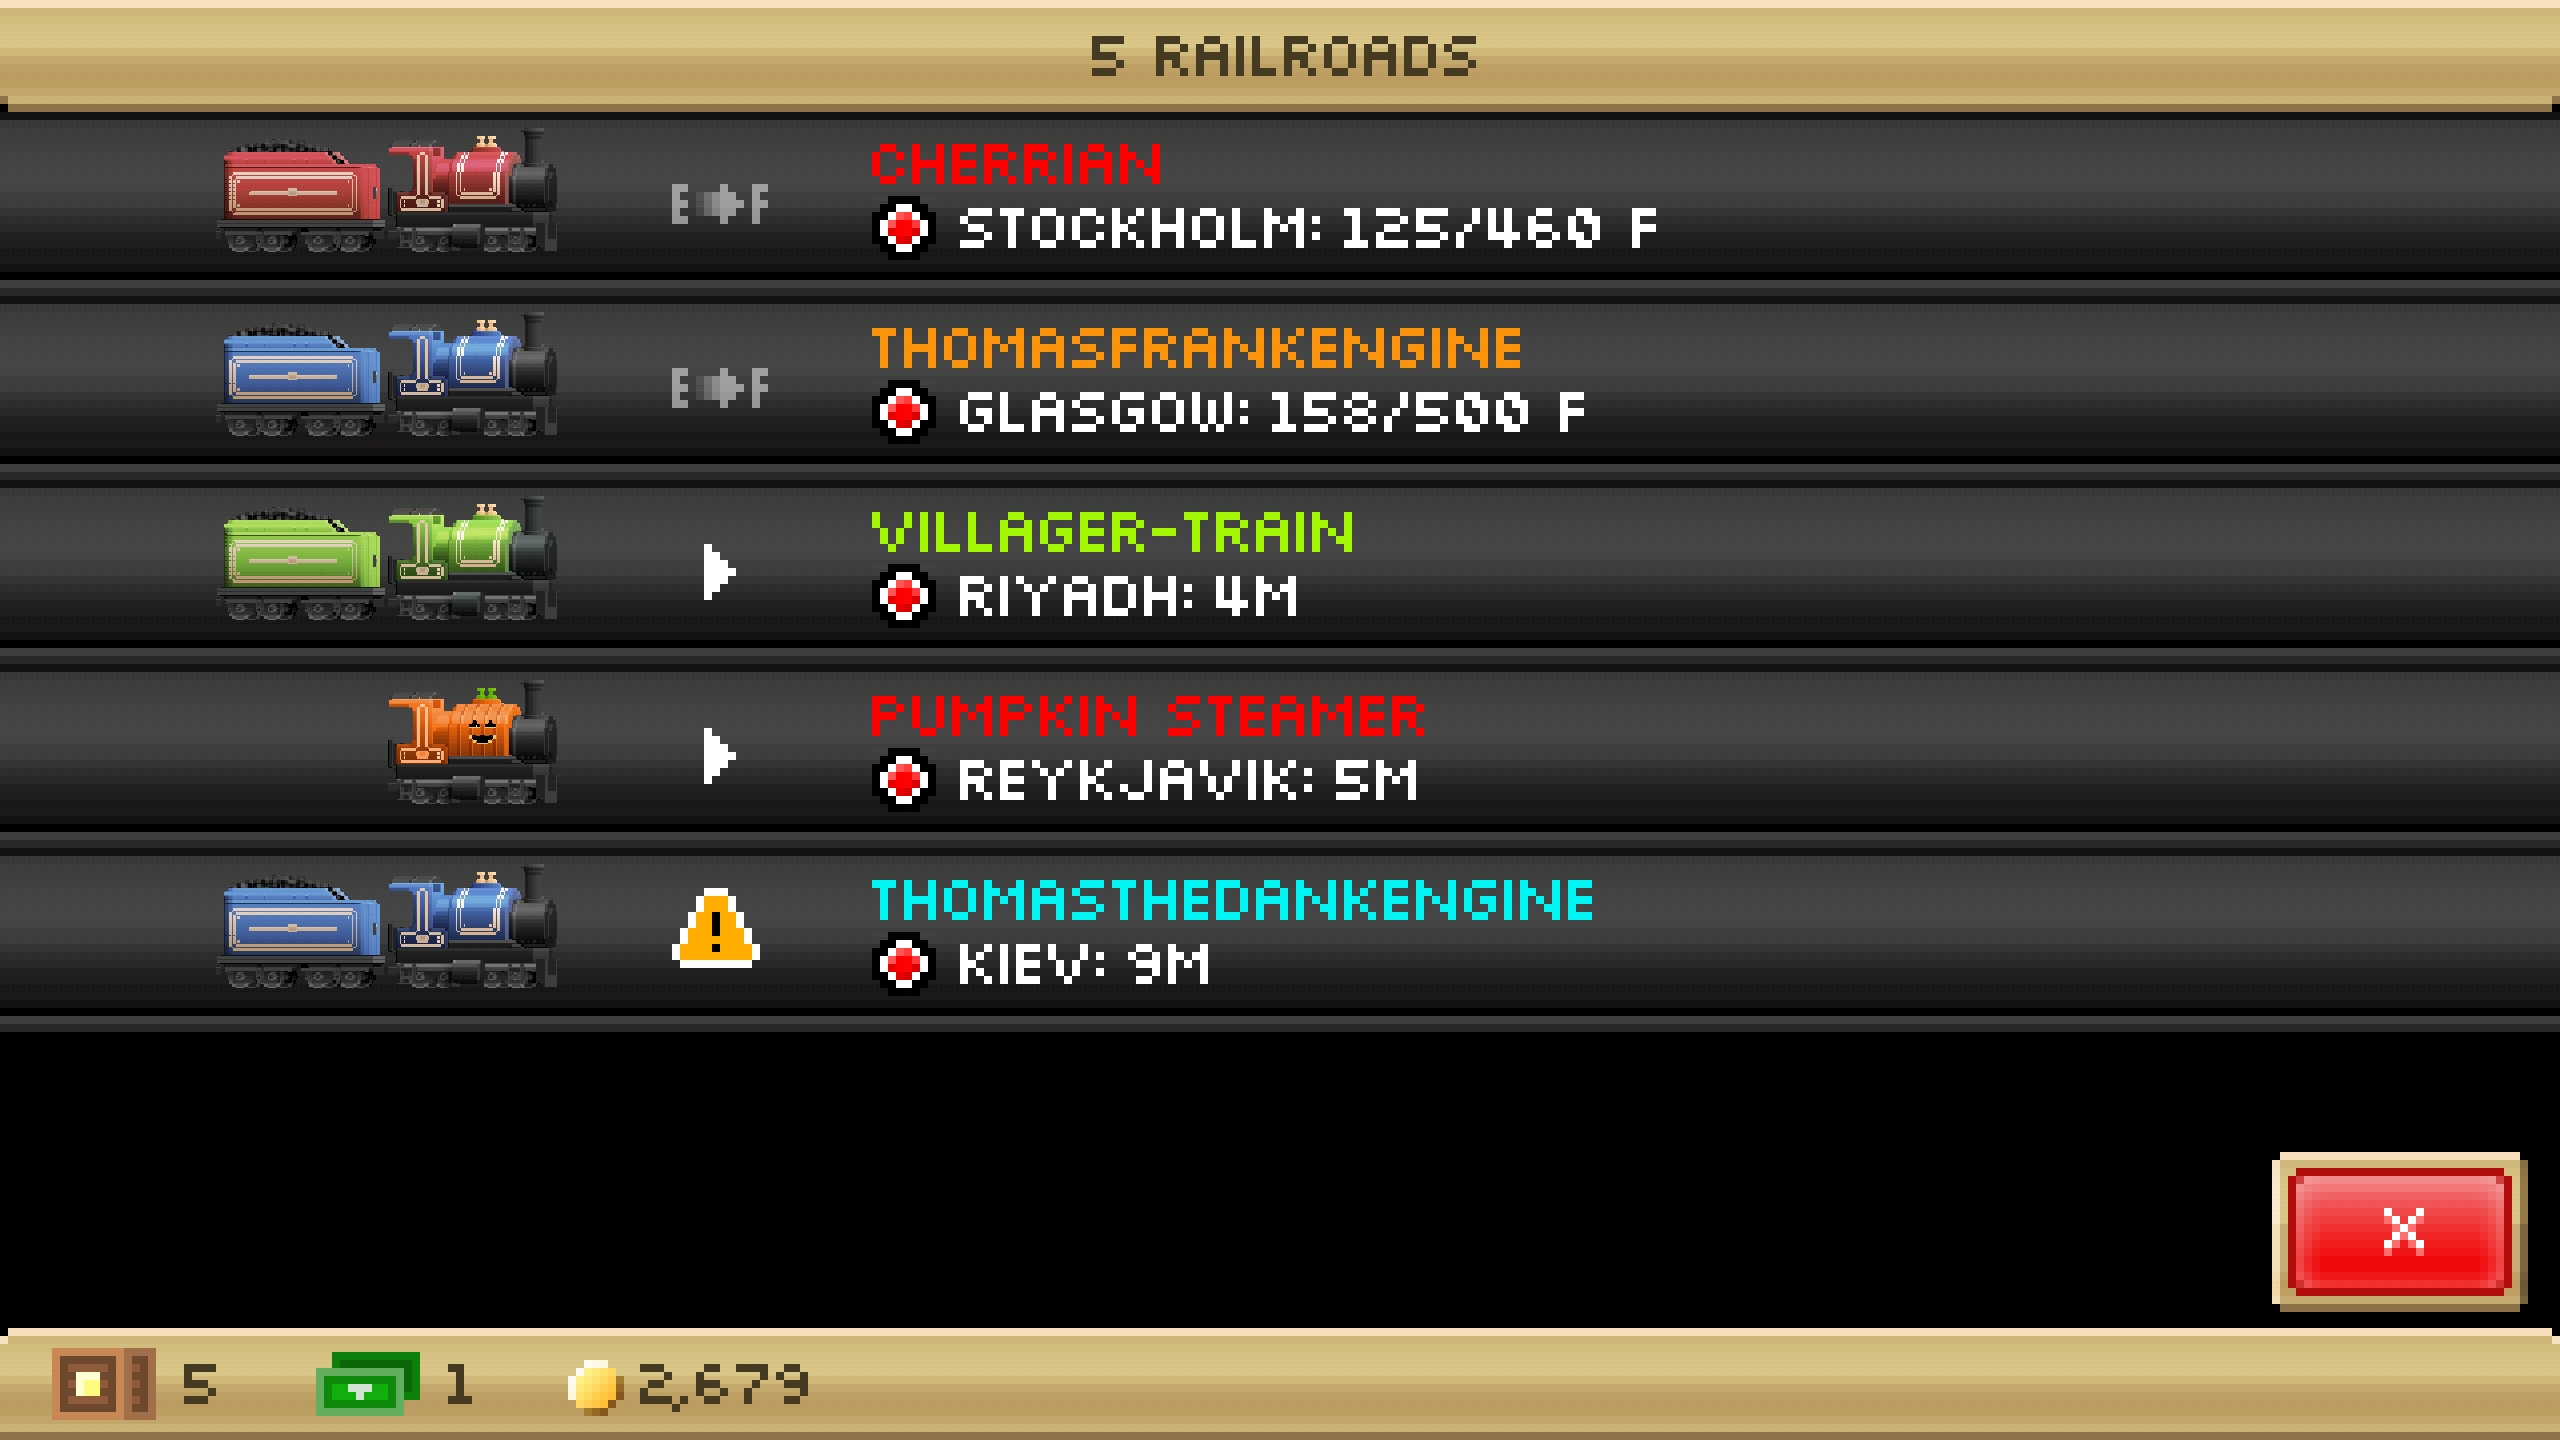 5 RAILROADS
CHERRIAN
E F
STOCKHOLM: 125/460 F
THOMASFRANKENGINE
E F
GLASGOW: 158/500 F
VILLAGER-TRAIN
RIYADH: 4M
PUMPKIN STEAMER
REYKJAVIK: 5M
THOMASTHEDANKENGINE
!
KIEV: 9M
X
5 1 2,679